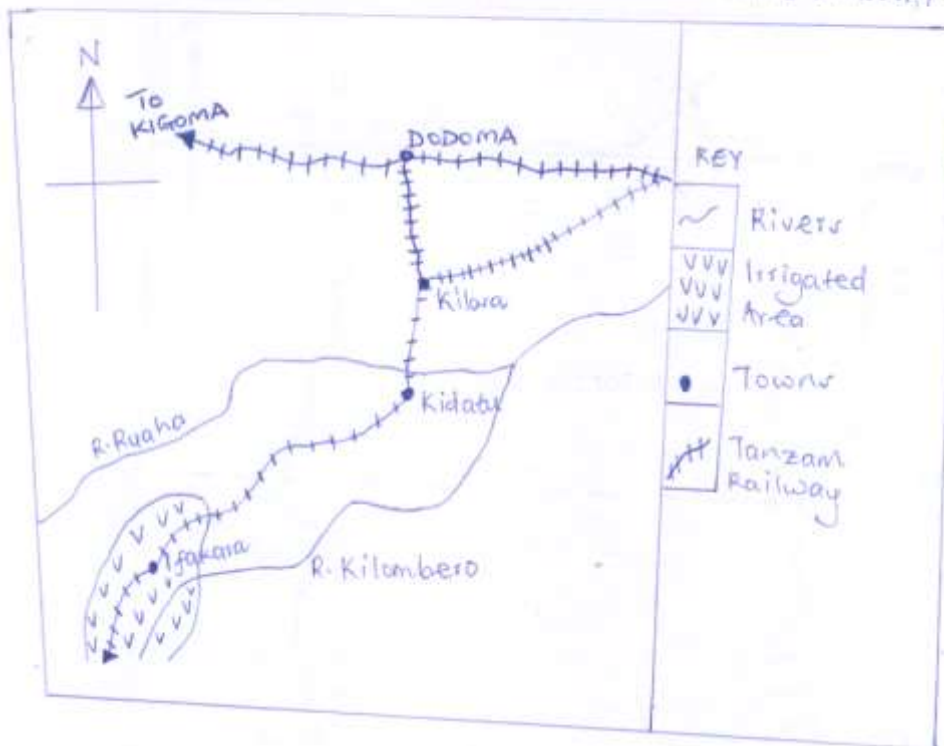 N
To
KIGOMA
DODOMA
KEY
Rivers
Irrigated
Area
Kilosa
Towns
Kidatu
R. Ruaha
Tanzam
Railway
Ifakara
R. Kilombero